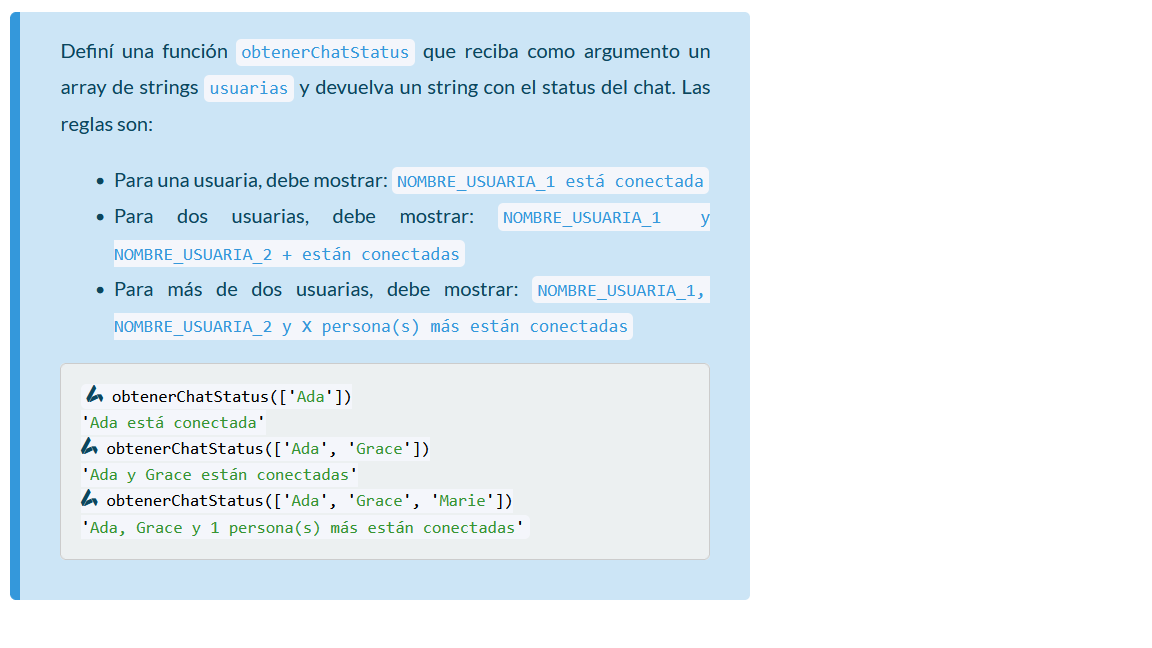 Definí una función obtenerChatStatus que reciba como argumento un
array de strings usuarias y devuelva un string con el status del chat. Las
reglas son:
• Para una usuaria, debe mostrar: NOMBRE_USUARIA_1 está conectada
• Para dos usuarias, debe mostrar: NOMBRE_USUARIA_1 y
NOMBRE_USUARIA_2 + están conectadas
• Para más de dos usuarias, debe mostrar: NOMBRE_USUARIA_1,
NOMBRE_USUARIA_2 y X persona(s) más están conectadas
obtenerChatStatus(['Ada'])
'Ada está conectada'
obtenerChatStatus(['Ada', 'Grace'])
'Ada y Grace están conectadas'
obtenerChatStatus(['Ada', 'Grace', 'Marie'])
'Ada, Grace y 1 persona(s) más están conectadas'